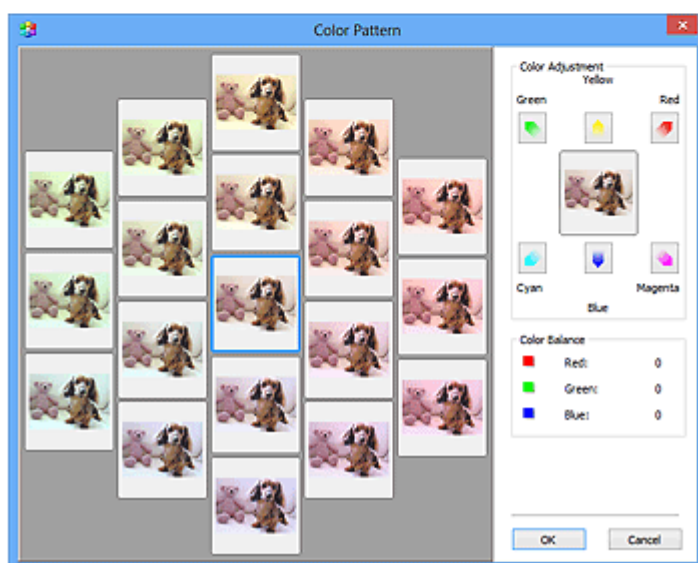 Color Pattern
Color Adjustment
Yellow
Green Red
Cyan Magenta
Blue
Color Balance
Red: 0
Green: 0
Blue: 0
OK Cancel